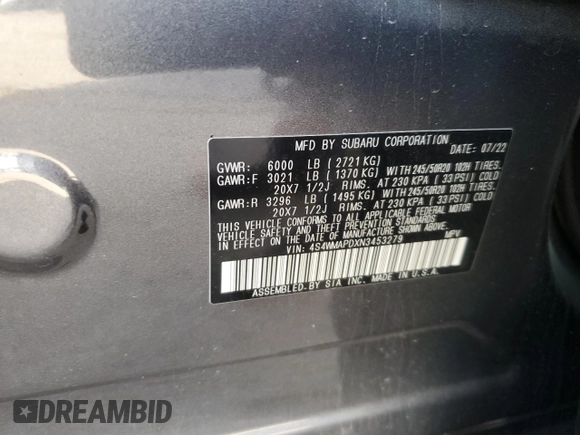 MFD BY SUBARU CORPORATION
DATE: 07/22
GVWR: 6000 LB (2721KG)
GAWR:F 3021 LB (1370KG) WITH 245/50R20 102H TIRES.
20X7 1/2J RIMS. AT 230 KPA (33PSI) COLD
GAWR:R 3296 LB (1495KG) WITH 245/50R20 102H TIRES.
20X7 1/2J RIMS. AT 230 KPA (33PSI) COLD
THIS VEHICLE CONFORMS TO ALL APPLICABLE FEDERAL MOTOR
VEHICLE SAFETY AND THEFT PREVENTION STANDARDS
IN EFFECT ON THE DATE OF MANUFACTURE SHOWN ABOVE.
VIN: 4S4WMAPDXN3453279 MPV
ASSEMBLED BY SIA INC. MADE IN U.S.A.
DREAMBID